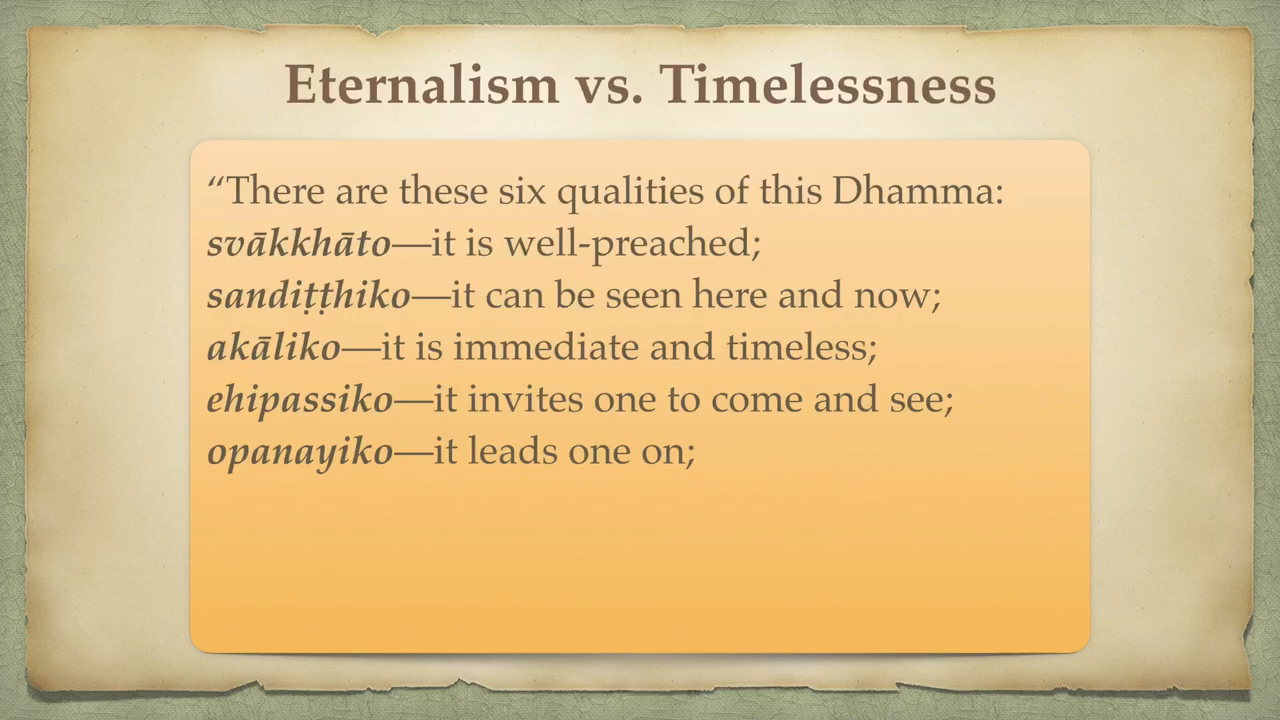 Eternalism vs. Timelessness
“There are these six qualities of this Dhamma:
svākkhāto—it is well-preached;
sandiṭṭhiko—it can be seen here and now;
akāliko—it is immediate and timeless;
ehipassiko—it invites one to come and see;
opanayiko—it leads one on;